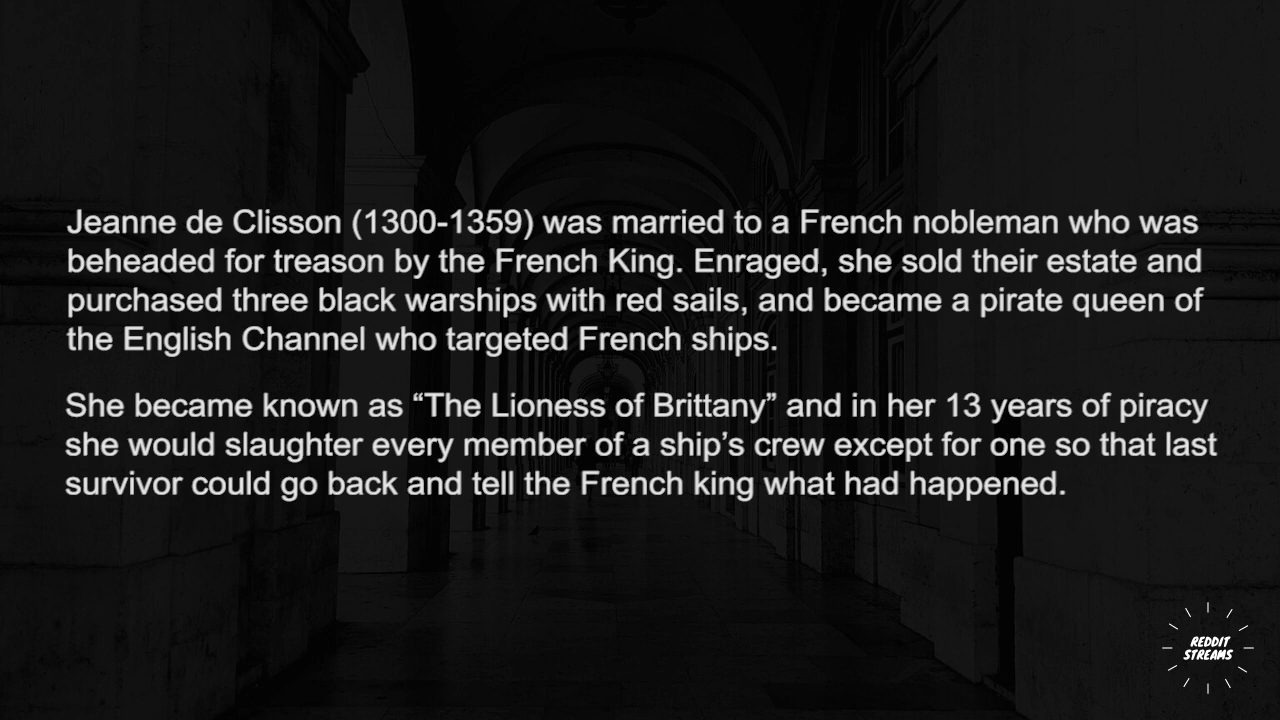 Jeanne de Clisson (1300-1359) was married to a French nobleman who was
beheaded for treason by the French King. Enraged, she sold their estate and
purchased three black warships with red sails, and became a pirate queen of
the English Channel who targeted French ships.
She became known as “The Lioness of Brittany” and in her 13 years of piracy
she would slaughter every member of a ship’s crew except for one so that last
survivor could go back and tell the French king what had happened.
REDDIT
STREAMS